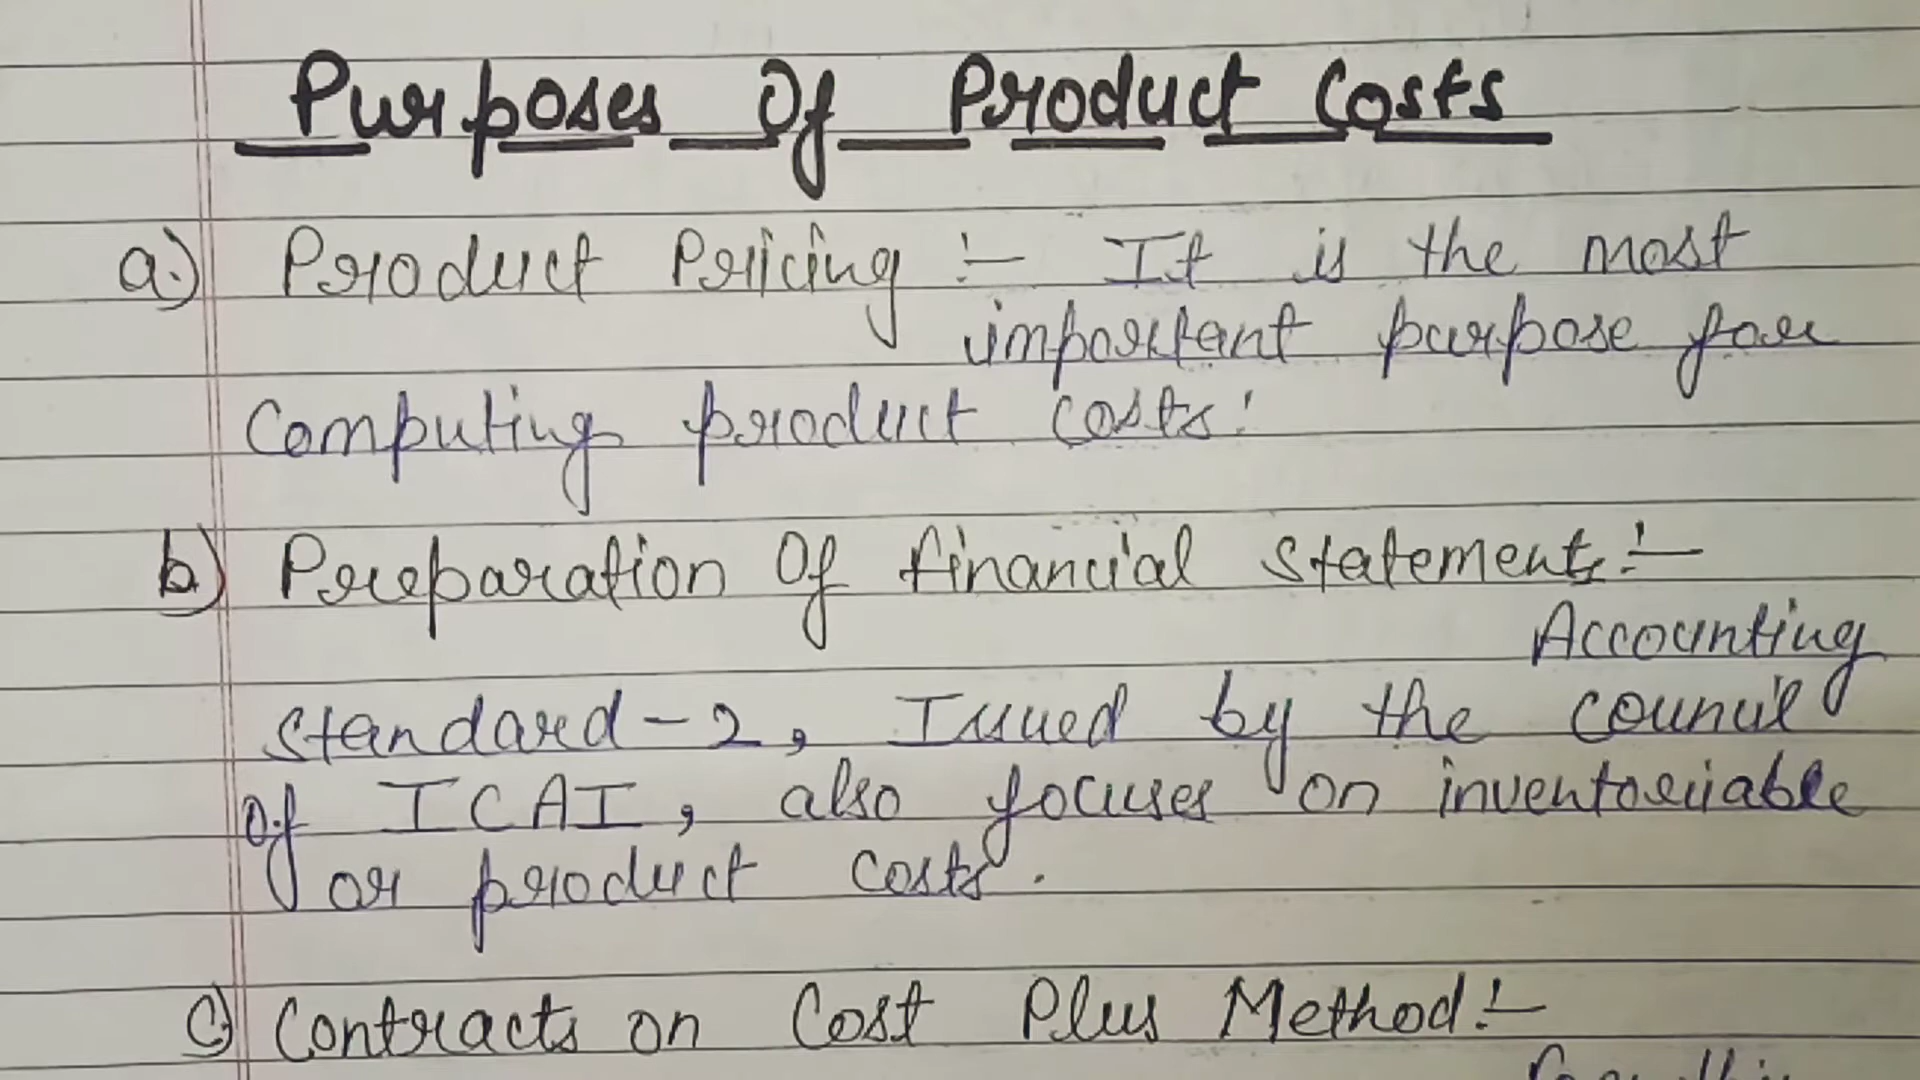 Purposes Of Product Costs
a.) Product Pricing :- It is the most
important purpose for
Computing product costs.
b.) Preparation Of financial Statements:-
Accounting
Standard-2, Issued by the Council
Of ICAI, also focuses on inventoriable
or product costs.
c.) Contracts on Cost Plus Method:-